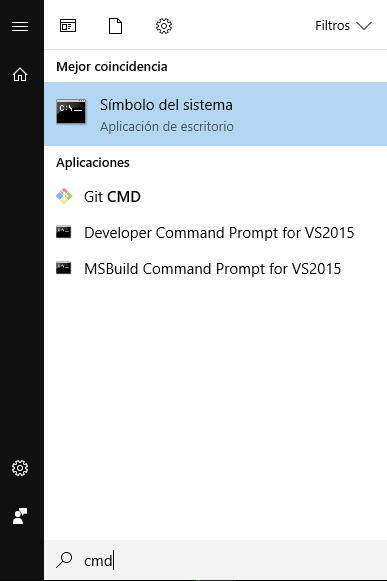 Filtros
Mejor coincidencia
C:\._
Símbolo del sistema
Aplicación de escritorio
Aplicaciones
Git CMD
Developer Command Prompt for VS2015
MSBuild Command Prompt for VS2015
cmd